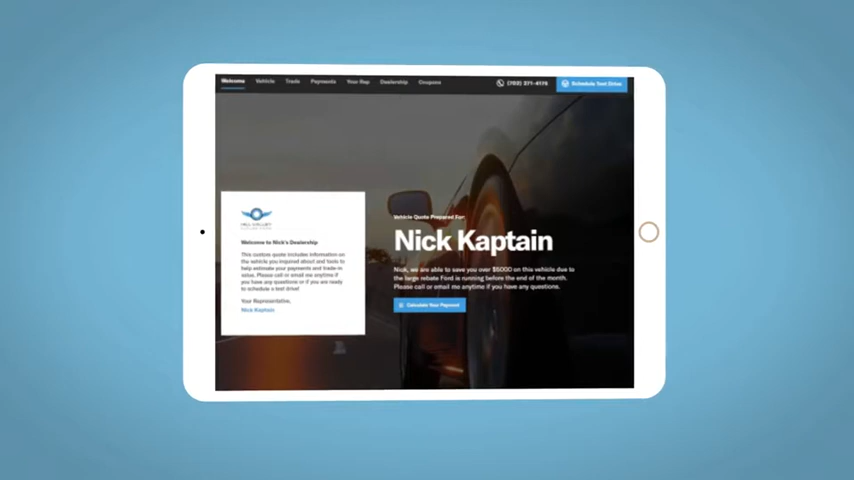 Welcome Vehicle Trade Payments Your Rep Dealership Coupons (702) 371-4176 Schedule Test Drive
Welcome to Nick's Dealership
This custom quote includes information on
the vehicle you inquired about and tools to
help estimate your payments and trade-in
value. Please call or email me anytime if
you have any questions or if you are ready
to schedule a test drive!
Your Representative,
Nick Kaptain
Vehicle Quote Prepared For:
Nick Kaptain
Nick, we are able to save you over $5000 on this vehicle due to
the large rebate Ford is running before the end of the month.
Please call or email me anytime if you have any questions.
Calculate Your Payment